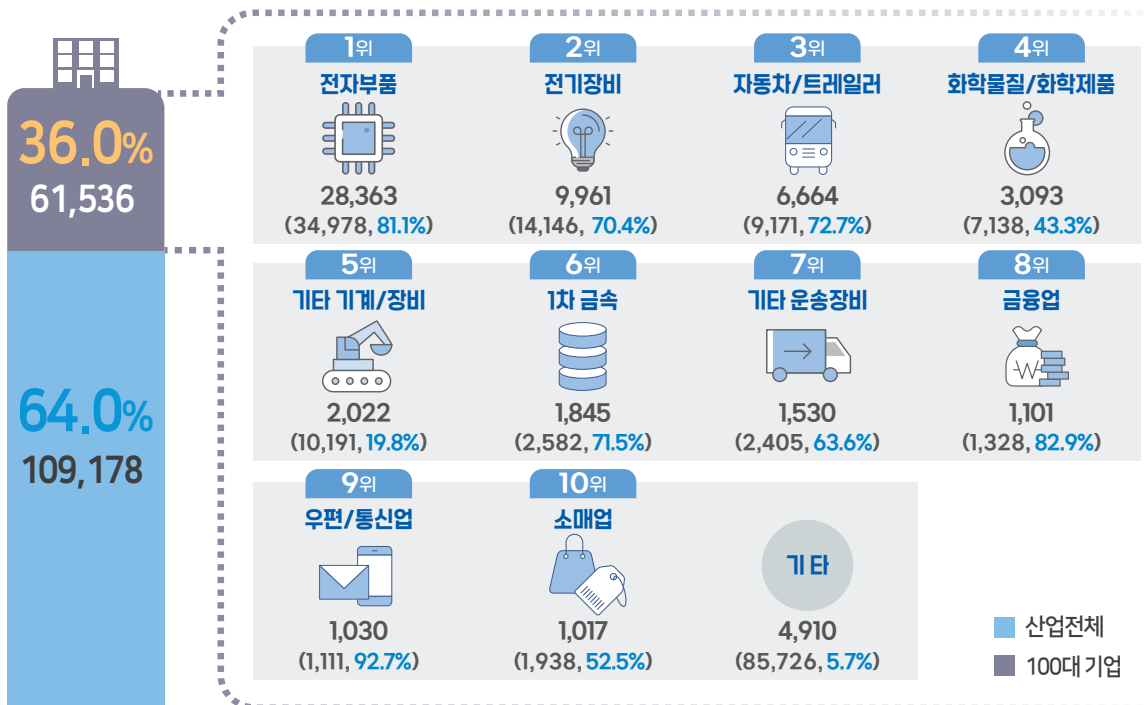 36.0%
61,536
64.0%
109,178
1위
전자부품
28,363
(34,978, 81.1%)
2위
전기장비
9,961
(14,146, 70.4%)
3위
자동차/트레일러
6,664
(9,171, 72.7%)
4위
화학물질/화학제품
3,093
(7,138, 43.3%)
5위
기타 기계/장비
2,022
(10,191, 19.8%)
6위
1차 금속
1,845
(2,582, 71.5%)
7위
기타 운송장비
1,530
(2,405, 63.6%)
8위
금융업
W
1,101
(1,328, 82.9%)
9위
우편/통신업
1,030
(1,111, 92.7%)
10위
소매업
1,017
(1,938, 52.5%)
기타
4,910
(85,726, 5.7%)
산업전체
100대 기업